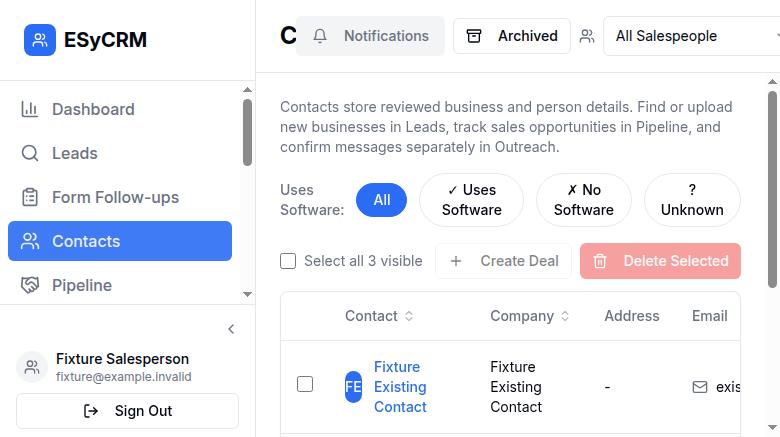 ESyCRM
Dashboard
Leads
Form Follow-ups
Contacts
Pipeline
Fixture Salesperson
fixture@example.invalid
Sign Out
C
Notifications
Archived
All Salespeople
Contacts store reviewed business and person details. Find or upload
new businesses in Leads, track sales opportunities in Pipeline, and
confirm messages separately in Outreach.
Uses
Software:
All
✓ Uses
Software
✗ No
Software
?
Unknown
Select all 3 visible
Create Deal
Delete Selected
Contact
Company
Address
Email
FE
Fixture
Existing
Contact
Fixture
Existing
Contact
-
exis